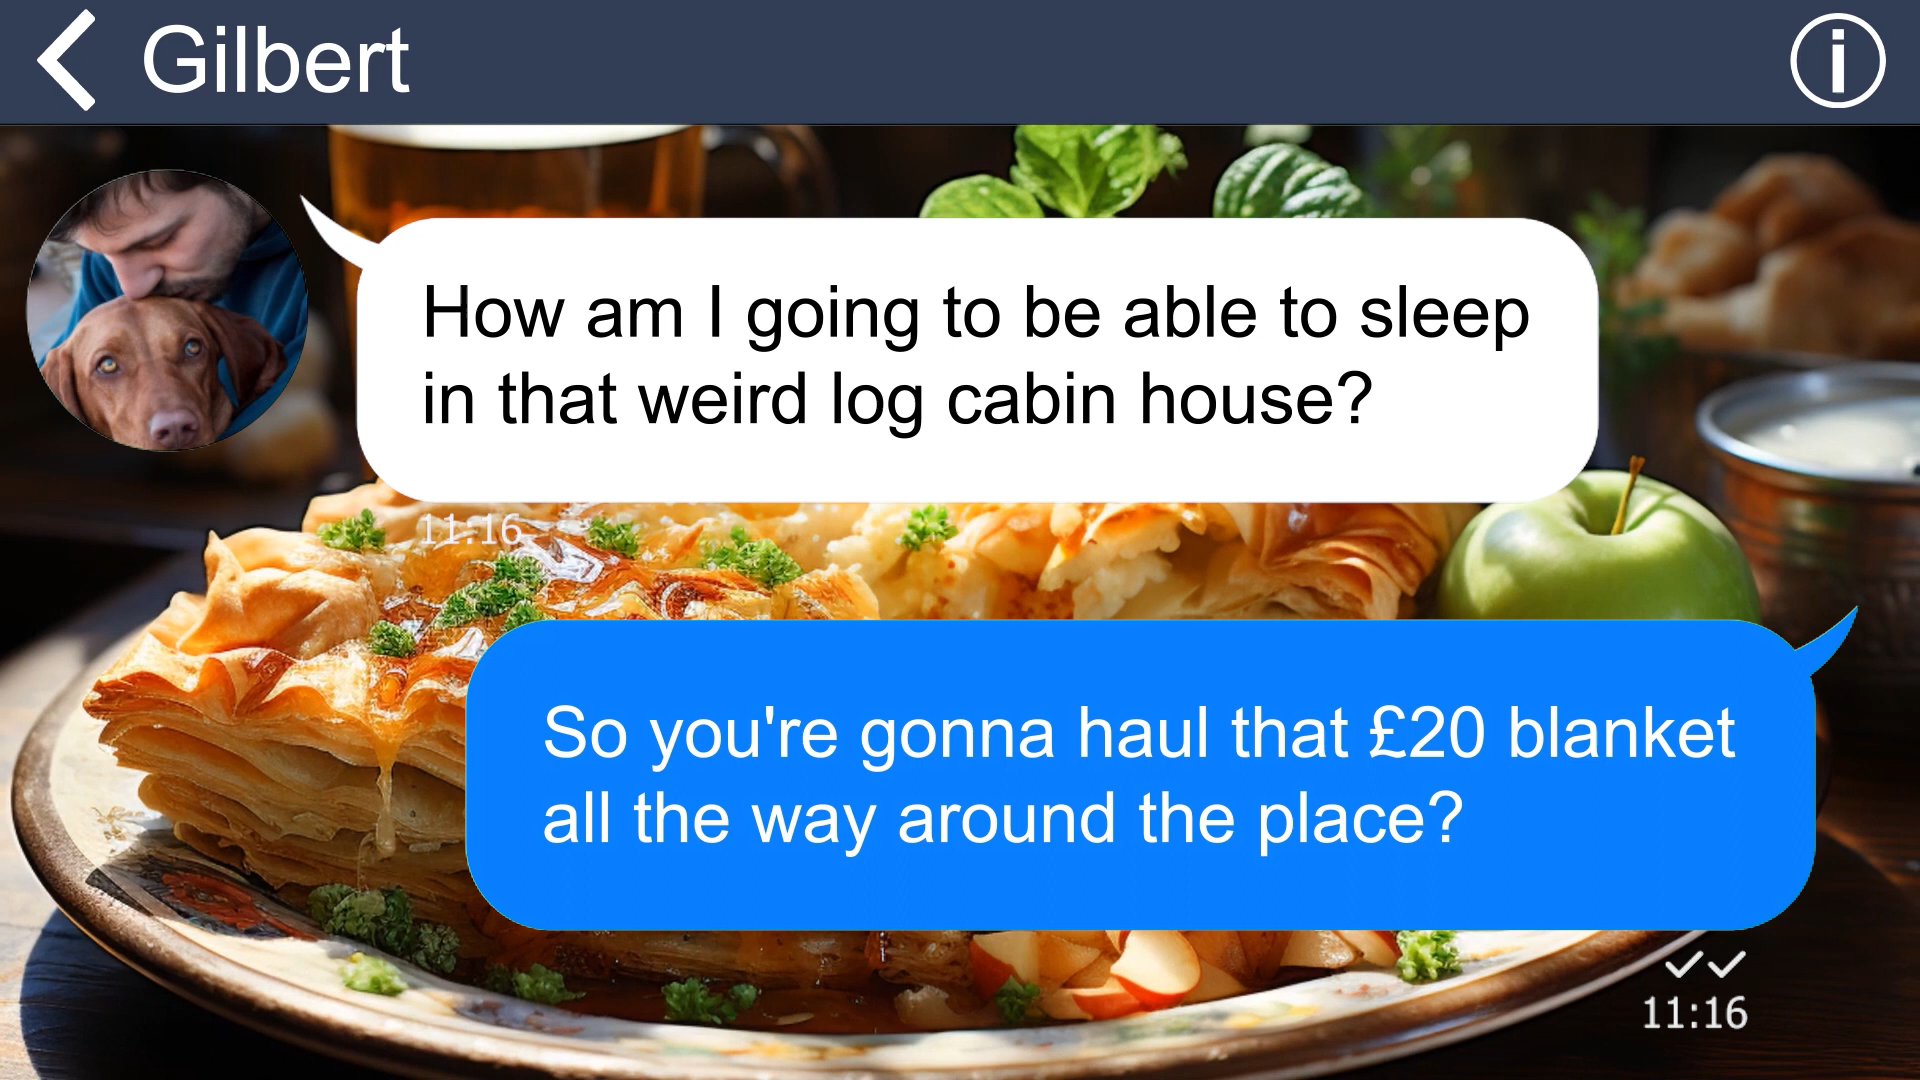 Gilbert
How am I going to be able to sleep
in that weird log cabin house?
11:16
So you're gonna haul that £20 blanket
all the way around the place?
11:16